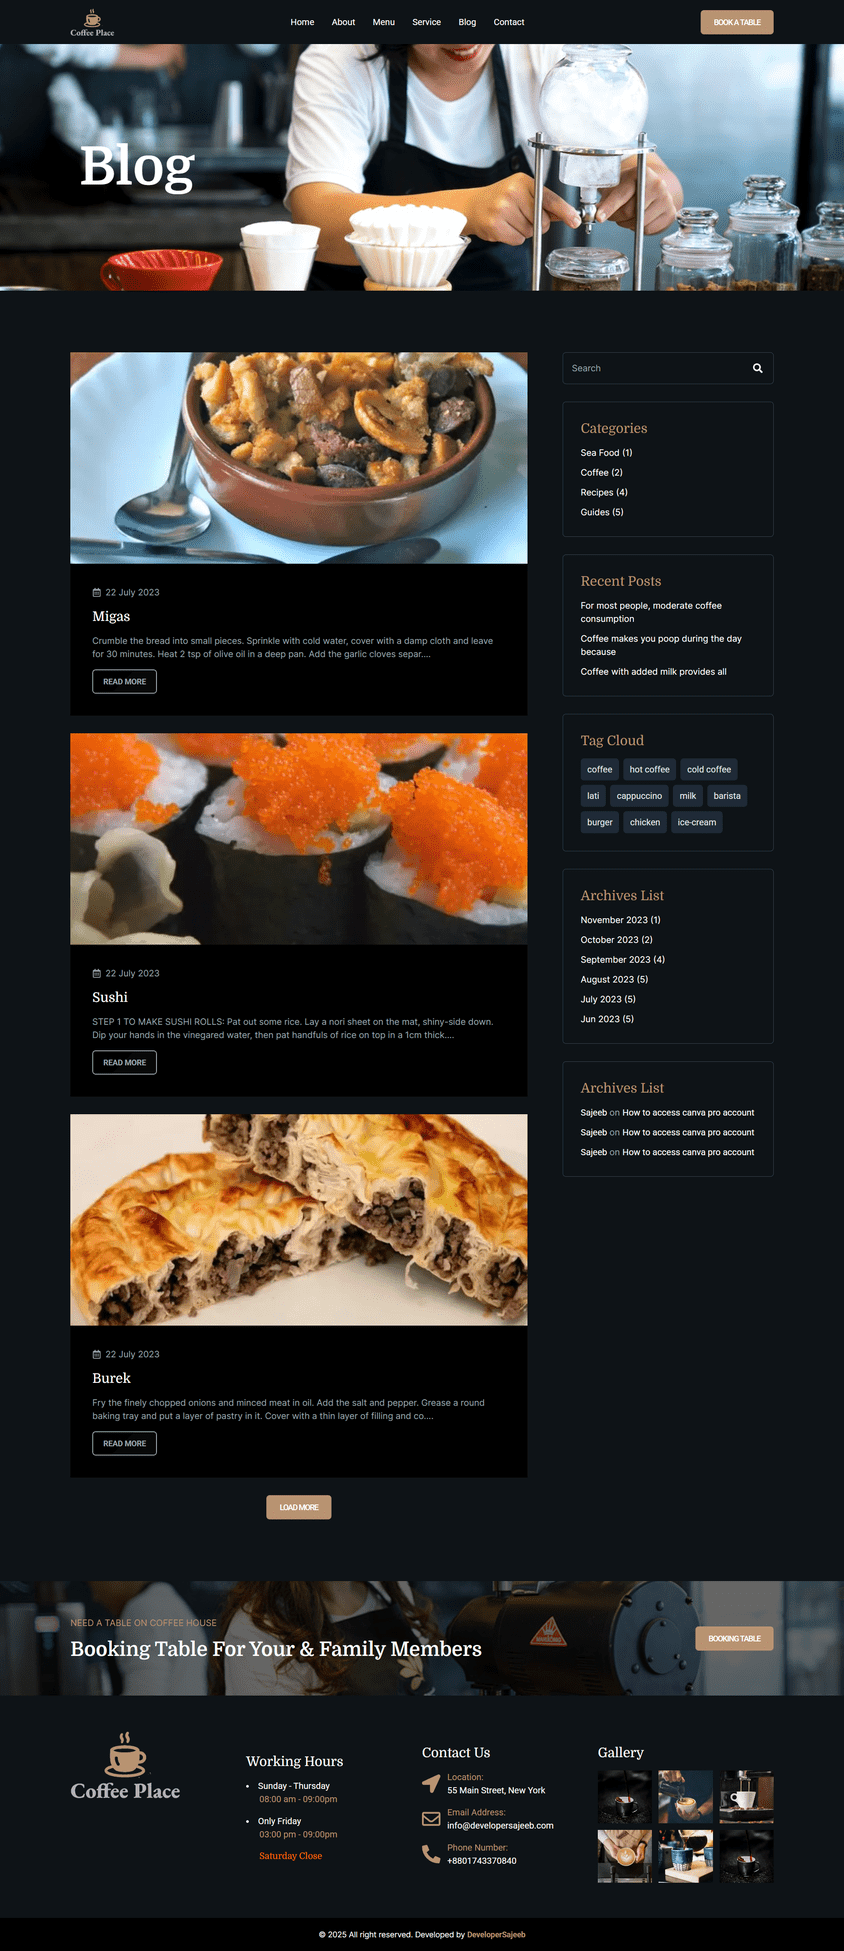 Coffee Place
Home About Menu Service Blog Contact
BOOK A TABLE
Blog
22 July 2023
Migas
Crumble the bread into small pieces. Sprinkle with cold water, cover with a damp cloth and leave
for 30 minutes. Heat 2 tsp of olive oil in a deep pan. Add the garlic cloves separ....
READ MORE
22 July 2023
Sushi
STEP 1 TO MAKE SUSHI ROLLS: Pat out some rice. Lay a nori sheet on the mat, shiny-side down.
Dip your hands in the vinegared water, then pat handfuls of rice on top in a 1cm thick....
READ MORE
22 July 2023
Burek
Fry the finely chopped onions and minced meat in oil. Add the salt and pepper. Grease a round
baking tray and put a layer of pastry in it. Cover with a thin layer of filling and co....
READ MORE
LOAD MORE
Search
Categories
Sea Food (1)
Coffee (2)
Recipes (4)
Guides (5)
Recent Posts
For most people, moderate coffee
consumption
Coffee makes you poop during the day
because
Coffee with added milk provides all
Tag Cloud
coffee hot coffee cold coffee
lati cappuccino milk barista
burger chicken ice-cream
Archives List
November 2023 (1)
October 2023 (2)
September 2023 (4)
August 2023 (5)
July 2023 (5)
Jun 2023 (5)
Archives List
Sajeeb on How to access canva pro account
Sajeeb on How to access canva pro account
Sajeeb on How to access canva pro account
NEED A TABLE ON COFFEE HOUSE
Booking Table For Your & Family Members
BOOKING TABLE
Coffee Place
Working Hours
Sunday - Thursday
08:00 am - 09:00pm
Only Friday
03:00 pm - 09:00pm
Saturday Close
Contact Us
Location:
55 Main Street, New York
Email Address:
info@developersajeeb.com
Phone Number:
+8801743370840
Gallery
© 2025 All right reserved. Developed by DeveloperSajeeb